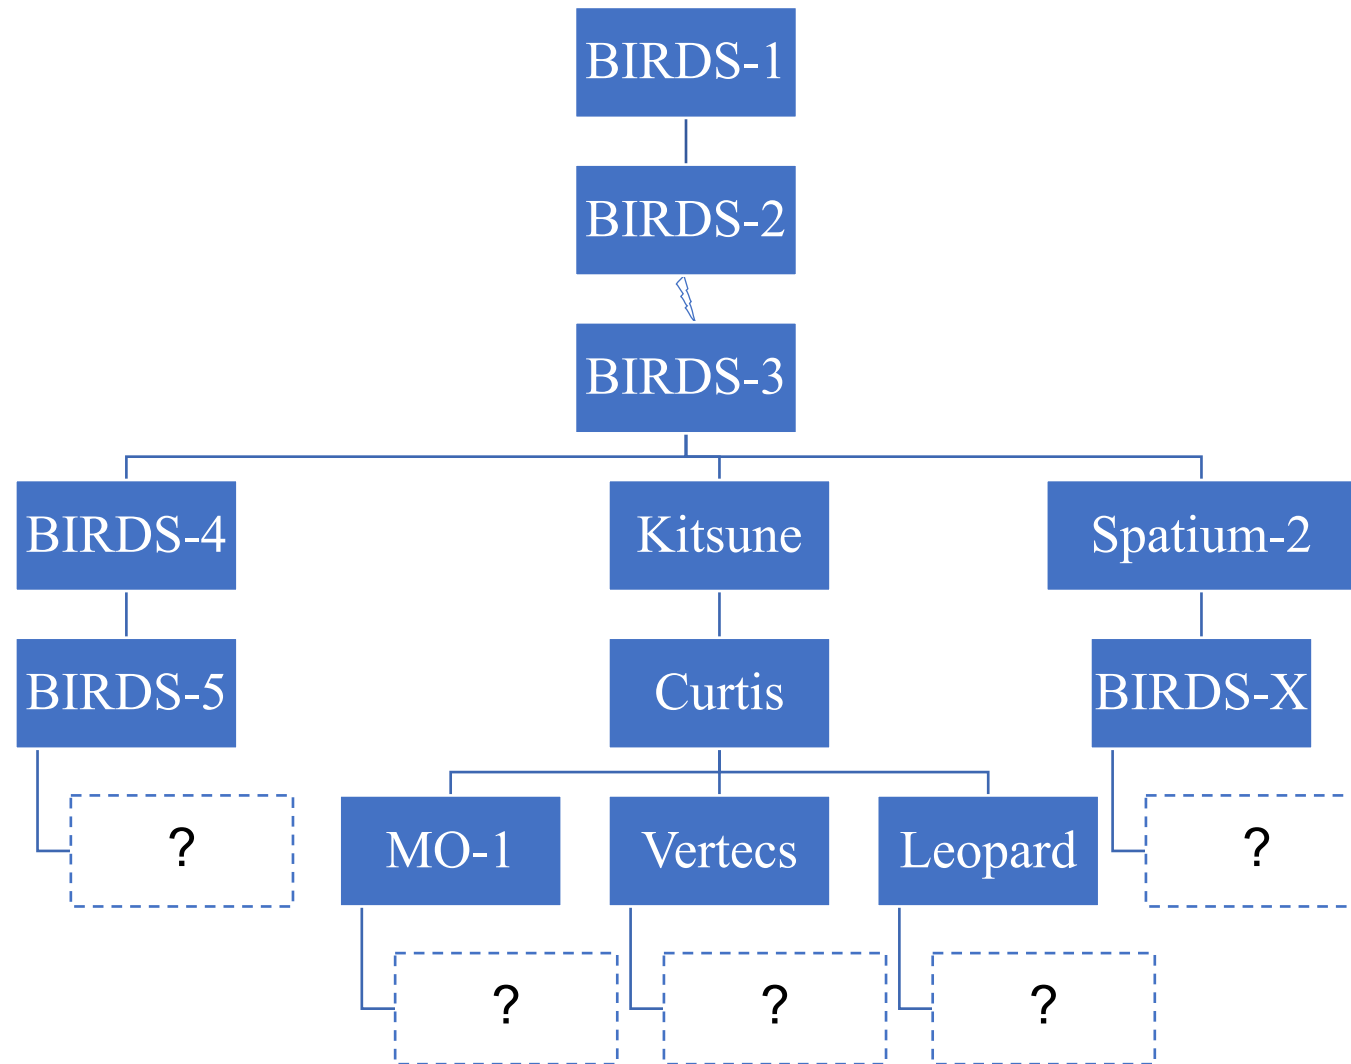 BIRDS-1
BIRDS-2
BIRDS-3
BIRDS-4
Kitsune
Spatium-2
BIRDS-5
Curtis
BIRDS-X
?
MO-1
Vertecs
Leopard
?
?
?
?